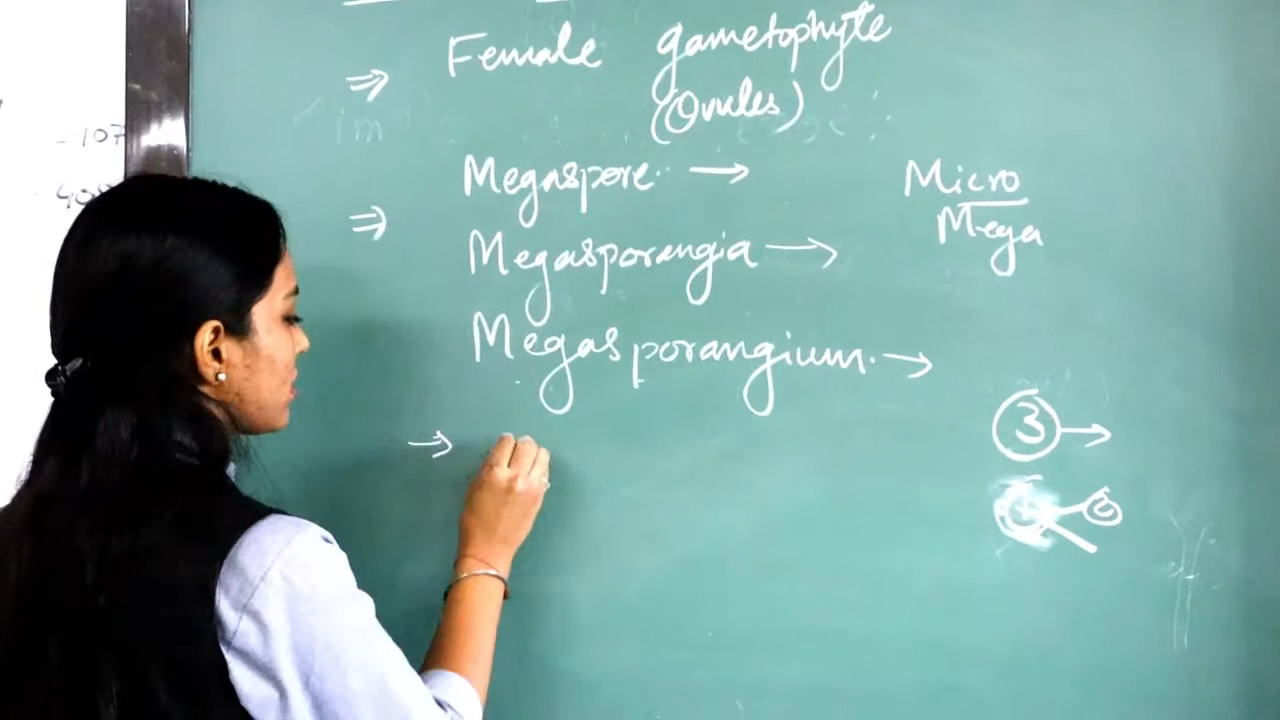 ⇒ Female gametophyte
(Ovules)
Megaspore →
⇒
Megasporangia →
Megasporangium. →
→
Micro
Mega
3 →
107